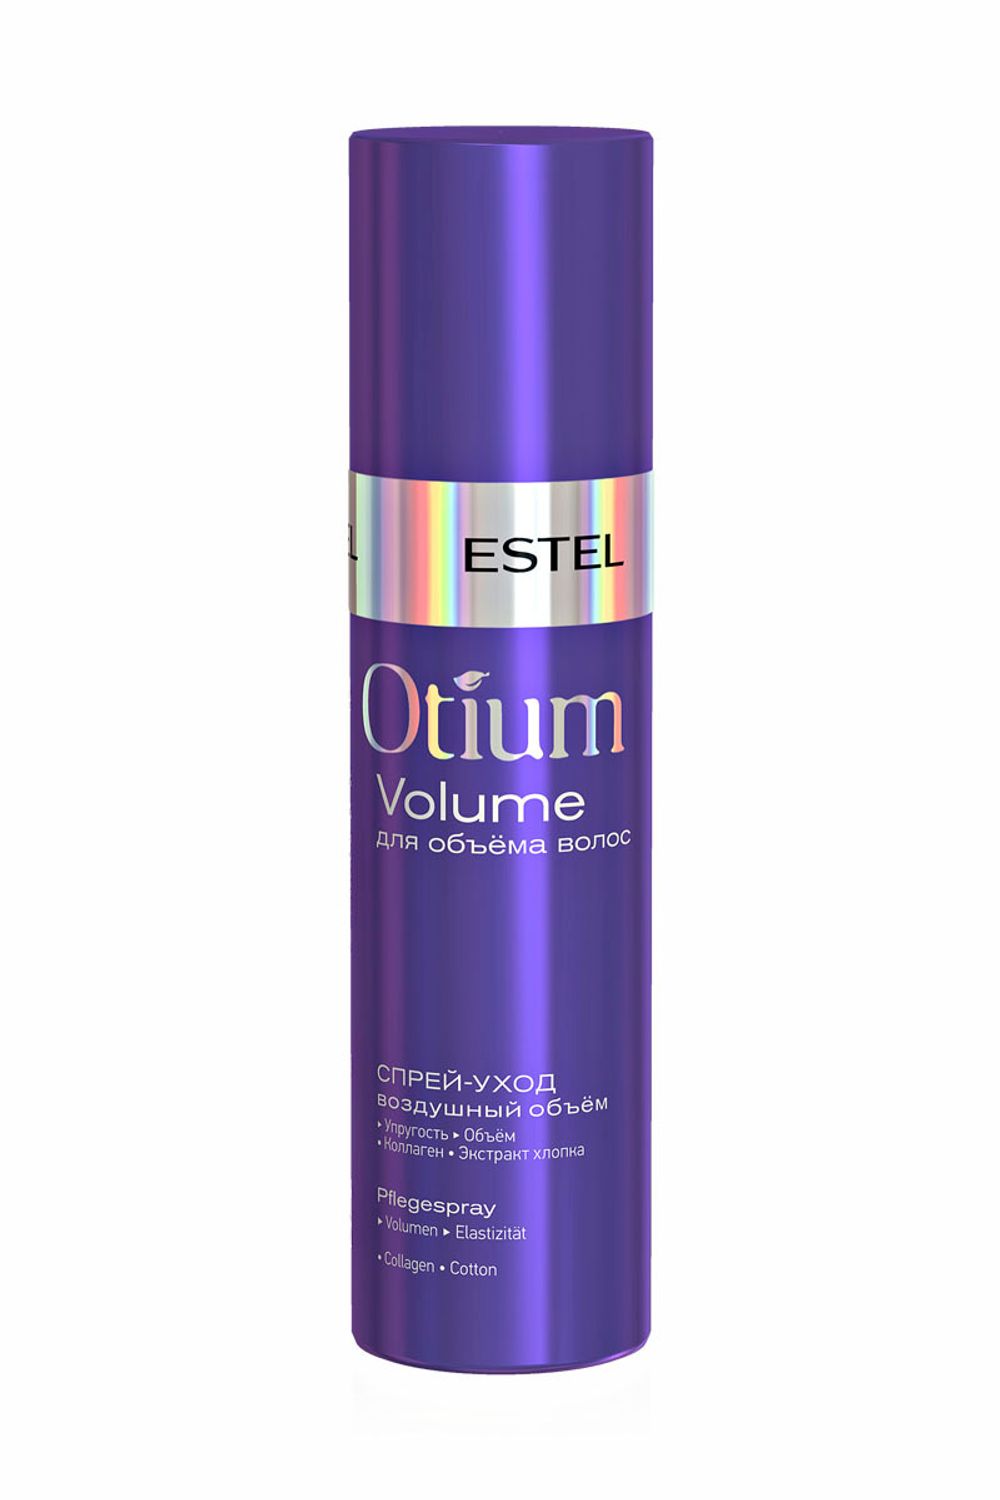 ESTEL
Otium
Volume
для объёма волос
СПРЕЙ-УХОД
воздушный объём
▸ Упругость ▸ Объём
• Коллаген • Экстракт хлопка
Pflegespray
▸ Volumen ▸ Elastizität
• Collagen • Cotton